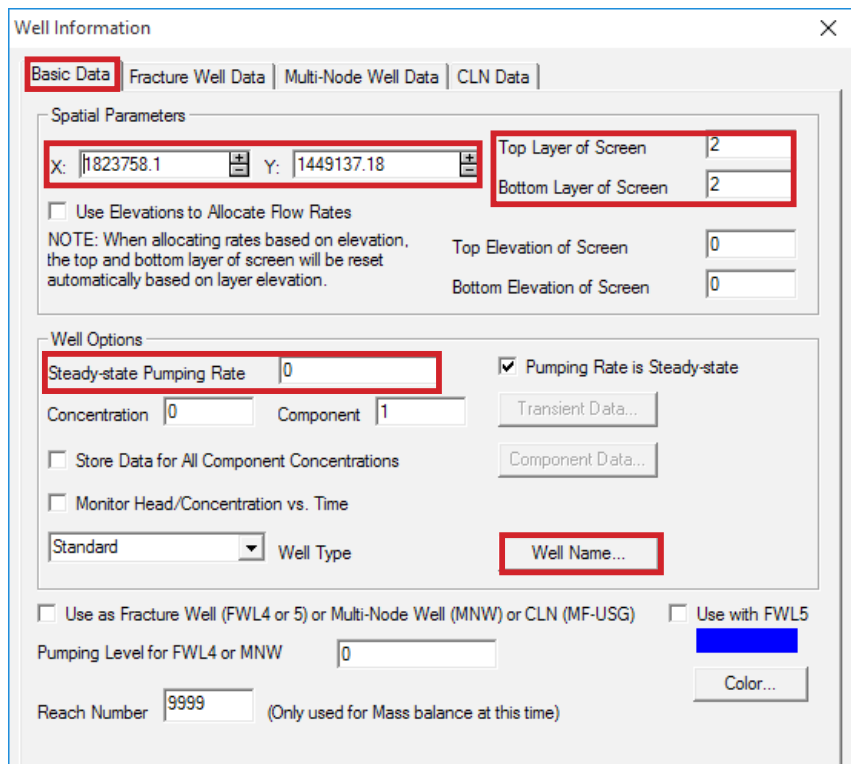 Well Information
Basic Data Fracture Well Data Multi-Node Well Data CLN Data
Spatial Parameters
X: 1823758.1 Y: 1449137.18
Top Layer of Screen 2
Bottom Layer of Screen 2
Use Elevations to Allocate Flow Rates
NOTE: When allocating rates based on elevation,
the top and bottom layer of screen will be reset
automatically based on layer elevation.
Top Elevation of Screen 0
Bottom Elevation of Screen 0
Well Options
Steady-state Pumping Rate 0
Pumping Rate is Steady-state
Concentration 0 Component 1
Transient Data...
Store Data for All Component Concentrations
Component Data...
Monitor Head/Concentration vs. Time
Standard Well Type
Well Name...
Use as Fracture Well (FWL4 or 5) or Multi-Node Well (MNW) or CLN (MF-USG)
Use with FWL5
Pumping Level for FWL4 or MNW 0
Color...
Reach Number 9999 (Only used for Mass balance at this time)